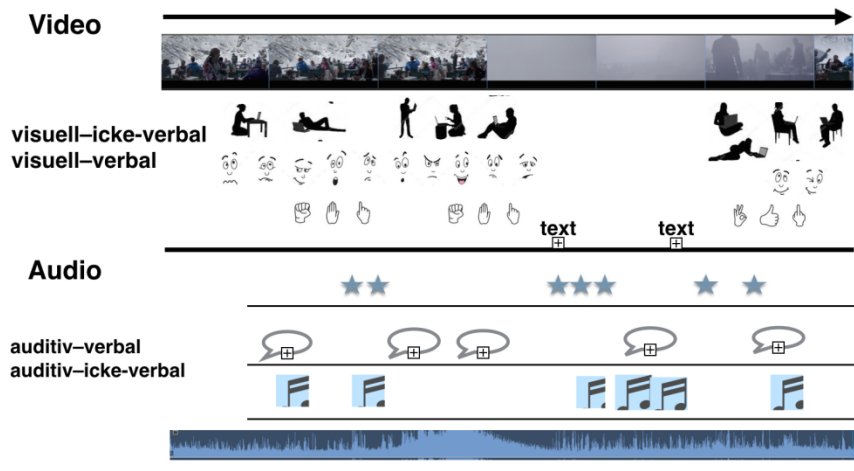 Video
visuell–icke-verbal
visuell–verbal
text text
Audio
auditiv–verbal
auditiv–icke-verbal